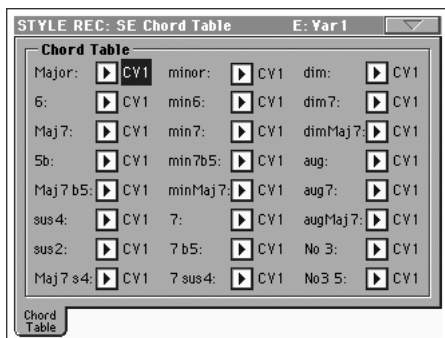 STYLE REC: SE Chord Table E: Var1
Chord Table
Major: CV1 minor: CV1 dim: CV1
6: CV1 min6: CV1 dim7: CV1
Maj7: CV1 min7: CV1 dimMaj7: CV1
5b: CV1 min7b5: CV1 aug: CV1
Maj7b5: CV1 minMaj7: CV1 aug7: CV1
sus4: CV1 7: CV1 augMaj7: CV1
sus2: CV1 7b5: CV1 No 3: CV1
Maj7s4: CV1 7sus4: CV1 No3 5: CV1
Chord
Table